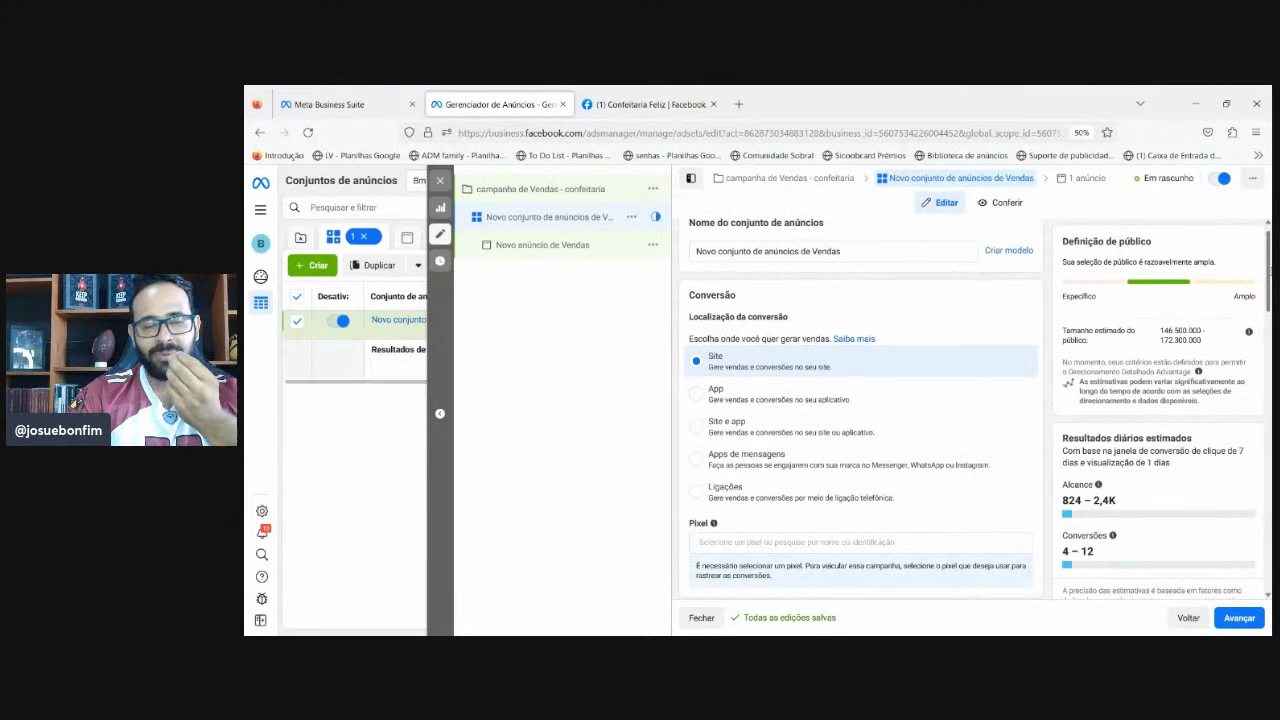 Meta Business Suite
Gerenciador de Anúncios - Ger
(1) Confeitaria Feliz | Facebook
https://business.facebook.com/adsmanager/manage/adsets/edit?act=862873034883128&business_id=5607534226004452&global_scope_id=56075
90%
Introdução
LV - Planilhas Google
ADM family - Planilha...
To Do List - Planilhas ...
senhas - Planilhas Goo...
Comunidade Sobral
Sicoobcard Prêmios
Biblioteca de anúncios
Suporte de publicidad...
(1) Caixa de Entrada d...
Conjuntos de anúncios
Pesquise e filtrar
1
+ Criar
Duplicar
Desativ:
Conjunto de an
Novo conjunto
Resultados de
B
campanha de Vendas - confeitaria
Novo conjunto de anúncios de V...
Novo anúncio de Vendas
campanha de Vendas - confeitaria
Novo conjunto de anúncios de Vendas
1 anúncio
Em rascunho
Editar
Conferir
Nome do conjunto de anúncios
Novo conjunto de anúncios de Vendas
Criar modelo
Conversão
Localização da conversão
Escolha onde você quer gerar vendas. Saiba mais
Site
Gere vendas e conversões no seu site.
App
Gere vendas e conversões no seu aplicativo.
Site e app
Gere vendas e conversões no seu site ou aplicativo.
Apps de mensagens
Faça as pessoas se engajarem com sua marca no Messenger, WhatsApp ou Instagram.
Ligações
Gere vendas e conversões por meio de ligação telefônica.
Pixel
Selecione um pixel ou pesquise por nome ou identificação
É necessário selecionar um pixel. Para veicular essa campanha, selecione o pixel que deseja usar para
rastrear as conversões.
Definição de público
Sua seleção de público é razoavelmente ampla.
Específico
Amplo
Tamanho estimado do
público:
146.500.000 -
172.300.000
No momento, seus critérios estão definidos para permitir
o Direcionamento Detalhado Advantage.
As estimativas podem variar significativamente ao
longo do tempo de acordo com as seleções de
direcionamento e dados disponíveis.
Resultados diários estimados
Com base na janela de conversão de clique de 7
dias e visualização de 1 dias
Alcance
824 – 2,4K
Conversões
4 – 12
A precisão das estimativas é baseada em fatores como
Fechar
Todas as edições salvas
Voltar
Avançar
@josuebonfim